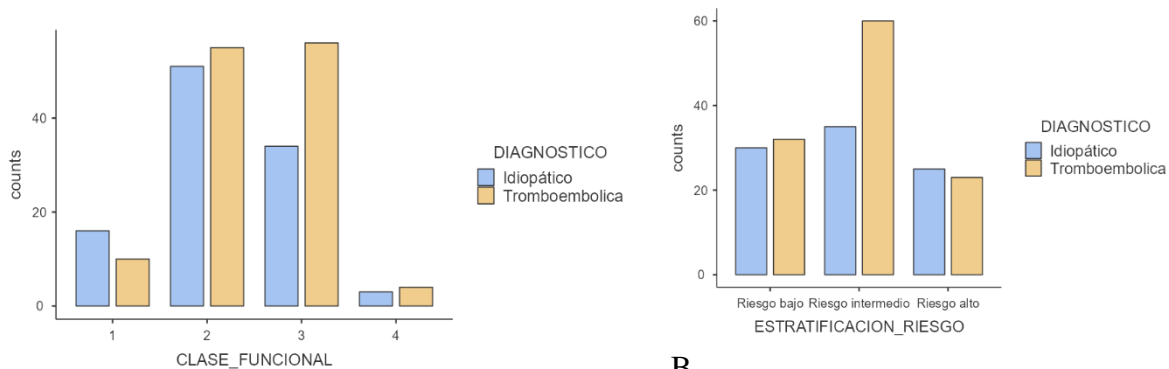 counts
40
20
0
1
2
3
4
CLASE_FUNCIONAL
DIAGNOSTICO
Idiopático
Tromboembolica
counts
60
40
20
0
Riesgo bajo
Riesgo intermedio
Riesgo alto
ESTRATIFICACION_RIESGO
DIAGNOSTICO
Idiopático
Tromboembolica
B